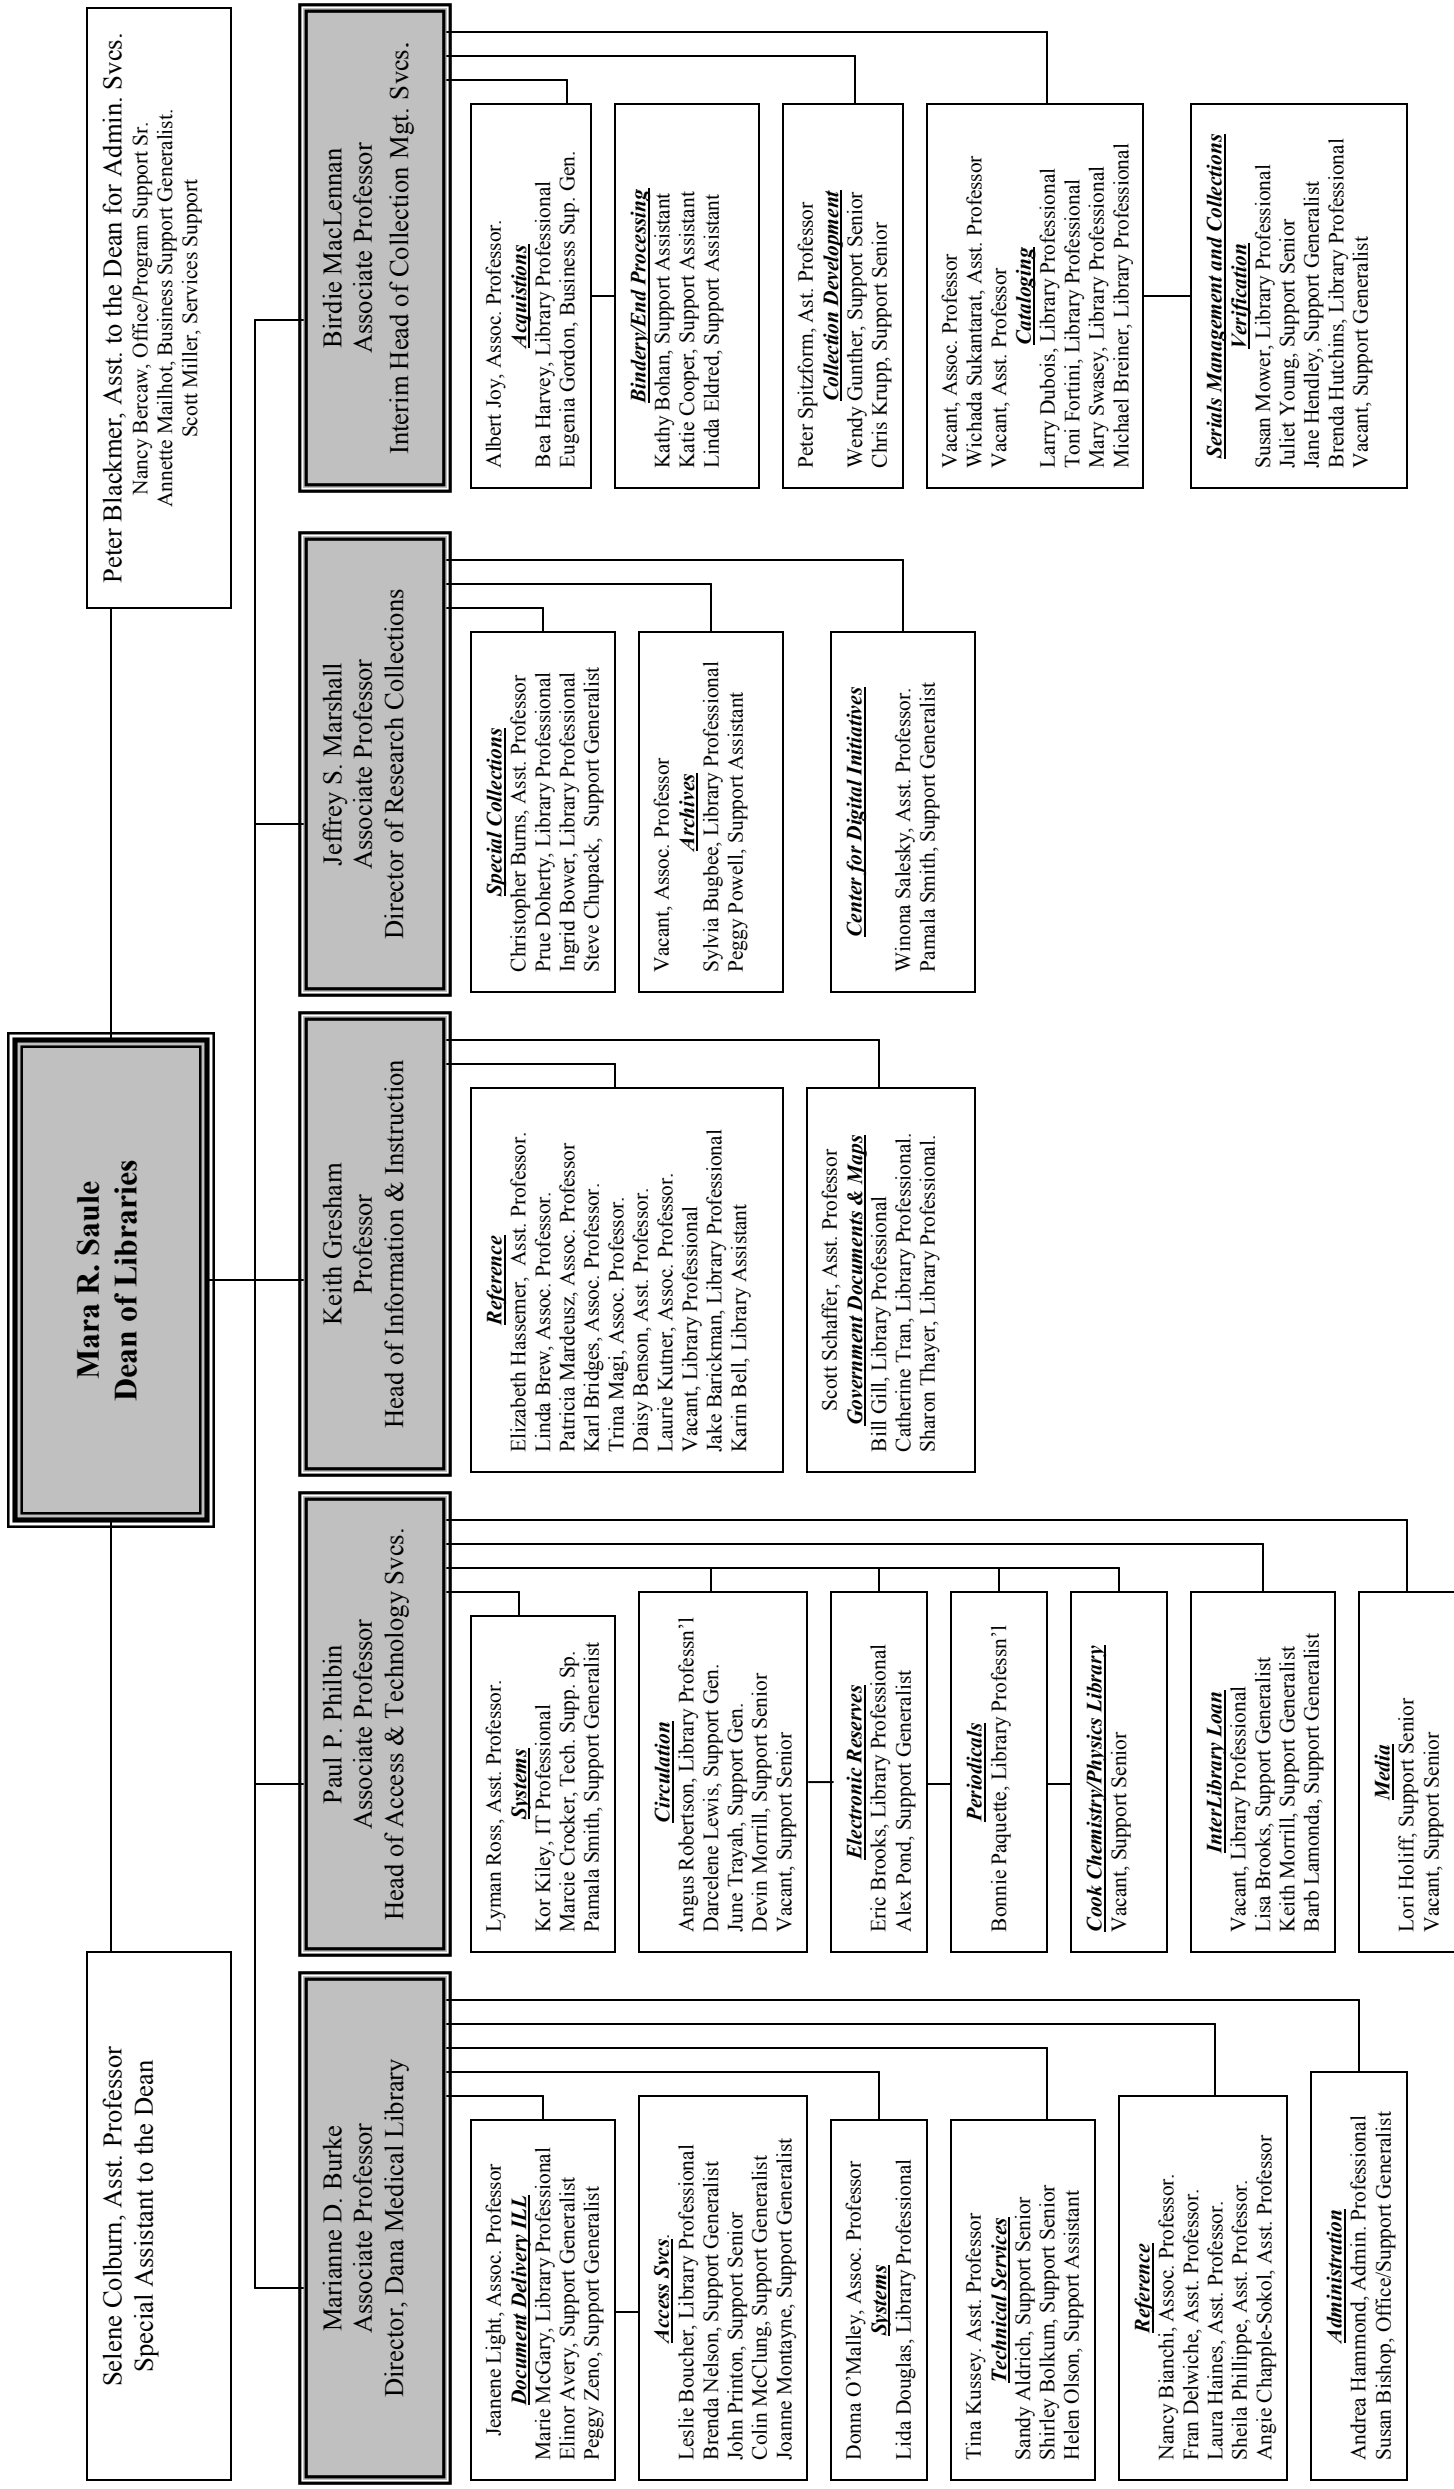 Mara R. Saule
Dean of Libraries
Selene Colburn, Asst. Professor
Special Assistant to the Dean
Peter Blackmer, Asst. to the Dean for Admin. Svcs.
Nancy Bercaw, Office/Program Support Sr.
Annette Mailhot, Business Support Generalist.
Scott Miller, Services Support
Marianne D. Burke
Associate Professor
Director, Dana Medical Library
Jeanene Light, Assoc. Professor
Document Delivery ILL
Marie McGary, Library Professional
Elinor Avery, Support Generalist
Peggy Zeno, Support Generalist
Access Svcs.
Leslie Boucher, Library Professional
Brenda Nelson, Support Generalist
John Printon, Support Senior
Colin McClung, Support Generalist
Joanne Montayne, Support Generalist
Donna O'Malley, Assoc. Professor
Systems
Lida Douglas, Library Professional
Tina Kussey. Asst. Professor
Technical Services
Sandy Aldrich, Support Senior
Shirley Bolkum, Support Senior
Helen Olson, Support Assistant
Reference
Nancy Bianchi, Assoc. Professor.
Fran Delwiche, Asst. Professor.
Laura Haines, Asst. Professor.
Sheila Phillippe, Asst. Professor.
Angie Chapple-Sokol, Asst. Professor
Administration
Andrea Hammond, Admin. Professional
Susan Bishop, Office/Support Generalist
Paul P. Philbin
Associate Professor
Head of Access & Technology Svcs.
Lyman Ross, Asst. Professor.
Systems
Kor Kiley, IT Professional
Marcie Crocker, Tech. Supp. Sp.
Pamala Smith, Support Generalist
Circulation
Angus Robertson, Library Professn'l
Darcelene Lewis, Support Gen.
June Trayah, Support Gen.
Devin Morrill, Support Senior
Vacant, Support Senior
Electronic Reserves
Eric Brooks, Library Professional
Alex Pond, Support Generalist
Periodicals
Bonnie Paquette, Library Professn'l
Cook Chemistry/Physics Library
Vacant, Support Senior
InterLibrary Loan
Vacant, Library Professional
Lisa Brooks, Support Generalist
Keith Morrill, Support Generalist
Barb Lamonda, Support Generalist
Media
Lori Holiff, Support Senior
Vacant, Support Senior
Keith Gresham
Professor
Head of Information & Instruction
Reference
Elizabeth Hassemer, Asst. Professor.
Linda Brew, Assoc. Professor.
Patricia Mardeusz, Assoc. Professor
Karl Bridges, Assoc. Professor.
Trina Magi, Assoc. Professor.
Daisy Benson, Asst. Professor.
Laurie Kutner, Assoc. Professor.
Vacant, Library Professional
Jake Barickman, Library Professional
Karin Bell, Library Assistant
Scott Schaffer, Asst. Professor
Government Documents & Maps
Bill Gill, Library Professional
Catherine Tran, Library Professional.
Sharon Thayer, Library Professional.
Jeffrey S. Marshall
Associate Professor
Director of Research Collections
Special Collections
Christopher Burns, Asst. Professor
Prue Doherty, Library Professional
Ingrid Bower, Library Professional
Steve Chupack, Support Generalist
Vacant, Assoc. Professor
Archives
Sylvia Bugbee, Library Professional
Peggy Powell, Support Assistant
Center for Digital Initiatives
Winona Salesky, Asst. Professor.
Pamala Smith, Support Generalist
Birdie MacLennan
Associate Professor
Interim Head of Collection Mgt. Svcs.
Albert Joy, Assoc. Professor.
Acquistions
Bea Harvey, Library Professional
Eugenia Gordon, Business Sup. Gen.
Bindery/End Processing
Kathy Bohan, Support Assistant
Katie Cooper, Support Assistant
Linda Eldred, Support Assistant
Peter Spitzform, Ast. Professor
Collection Development
Wendy Gunther, Support Senior
Chris Krupp, Support Senior
Vacant, Assoc. Professor
Wichada Sukantarat, Asst. Professor
Vacant, Asst. Professor
Cataloging
Larry Dubois, Library Professional
Toni Fortini, Library Professional
Mary Swasey, Library Professional
Michael Breiner, Library Professional
Serials Management and Collections
Verification
Susan Mower, Library Professional
Juliet Young, Support Senior
Jane Hendley, Support Generalist
Brenda Hutchins, Library Professional
Vacant, Support Generalist